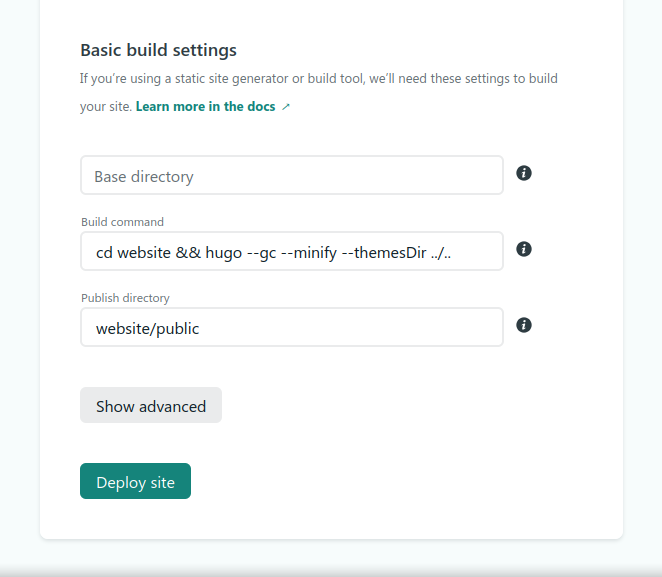 Basic build settings
If you’re using a static site generator or build tool, we’ll need these settings to build
your site. Learn more in the docs ↗
Base directory
Build command
cd website && hugo --gc --minify --themesDir ../..
Publish directory
website/public
Show advanced
Deploy site